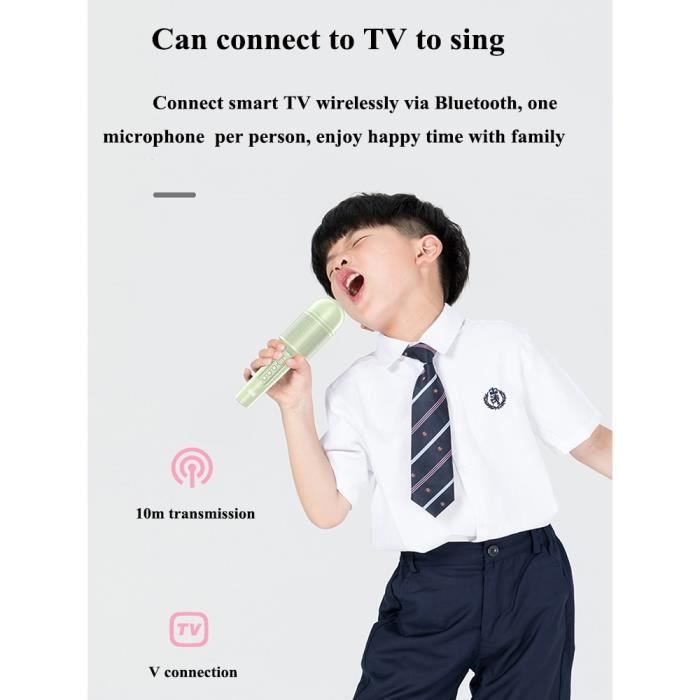 Can connect to TV to sing
Connect smart TV wirelessly via Bluetooth, one
microphone per person, enjoy happy time with family
10m transmission
TV
V connection